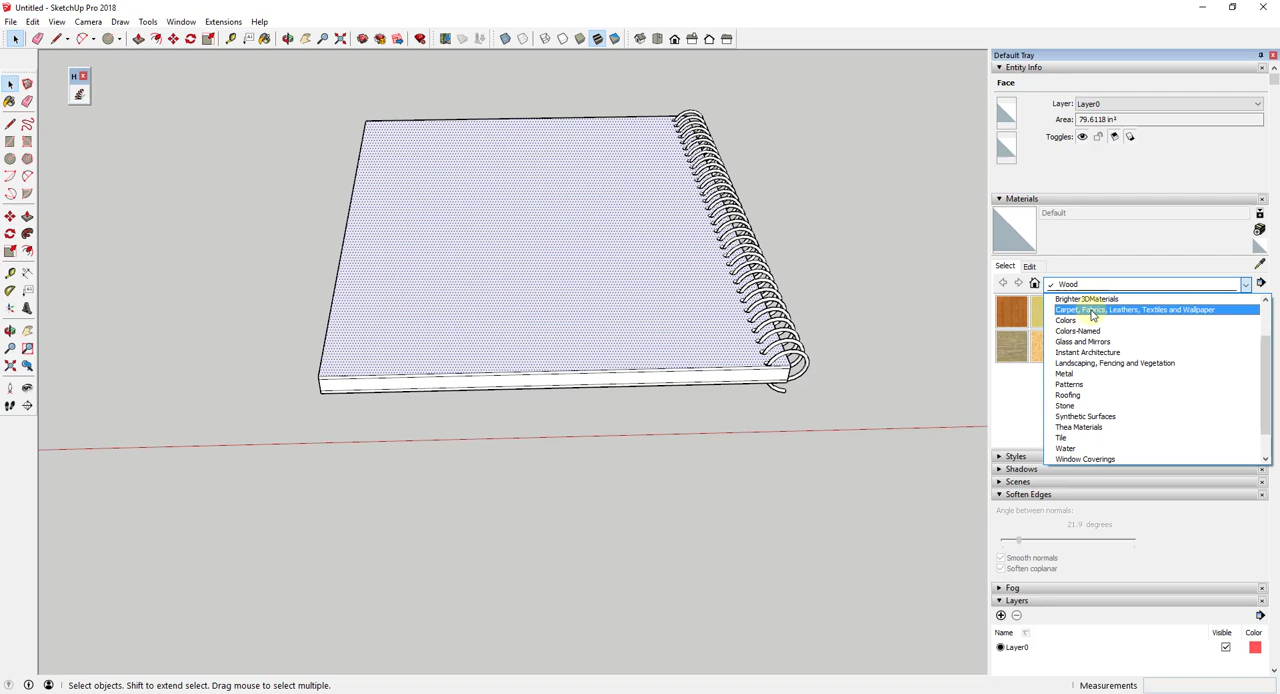 Untitled - SketchUp Pro 2018
File Edit View Camera Draw Tools Window Extensions Help
H
Default Tray
Entity Info
Face
Layer: Layer0
Area: 79.6118 in²
Toggles:
Materials
Default
Select Edit
Wood
Brighter3DMaterials
Carpet, Fabrics, Leathers, Textiles and Wallpaper
Colors
Colors-Named
Glass and Mirrors
Instant Architecture
Landscaping, Fencing and Vegetation
Metal
Patterns
Roofing
Stone
Synthetic Surfaces
Thea Materials
Tile
Water
Window Coverings
Styles
Shadows
Scenes
Soften Edges
Angle between normals:
21.9 degrees
Smooth normals
Soften coplanar
Fog
Layers
Name Visible Color
Layer0
Select objects. Shift to extend select. Drag mouse to select multiple.
Measurements